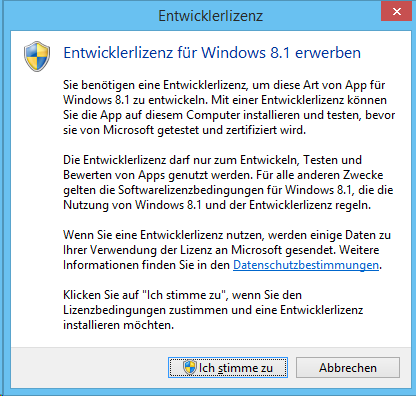 Entwicklerlizenz
Entwicklerlizenz für Windows 8.1 erwerben
Sie benötigen eine Entwicklerlizenz, um diese Art von App für
Windows 8.1 zu entwickeln. Mit einer Entwicklerlizenz können
Sie die App auf diesem Computer installieren und testen, bevor
sie von Microsoft getestet und zertifiziert wird.
Die Entwicklerlizenz darf nur zum Entwickeln, Testen und
Bewerten von Apps genutzt werden. Für alle anderen Zwecke
gelten die Softwarelizenzbedingungen für Windows 8.1, die die
Nutzung von Windows 8.1 und der Entwicklerlizenz regeln.
Wenn Sie eine Entwicklerlizenz nutzen, werden einige Daten zu
Ihrer Verwendung der Lizenz an Microsoft gesendet. Weitere
Informationen finden Sie in den Datenschutzbestimmungen.
Klicken Sie auf "Ich stimme zu", wenn Sie den
Lizenzbedingungen zustimmen und eine Entwicklerlizenz
installieren möchten.
Ich stimme zu Abbrechen